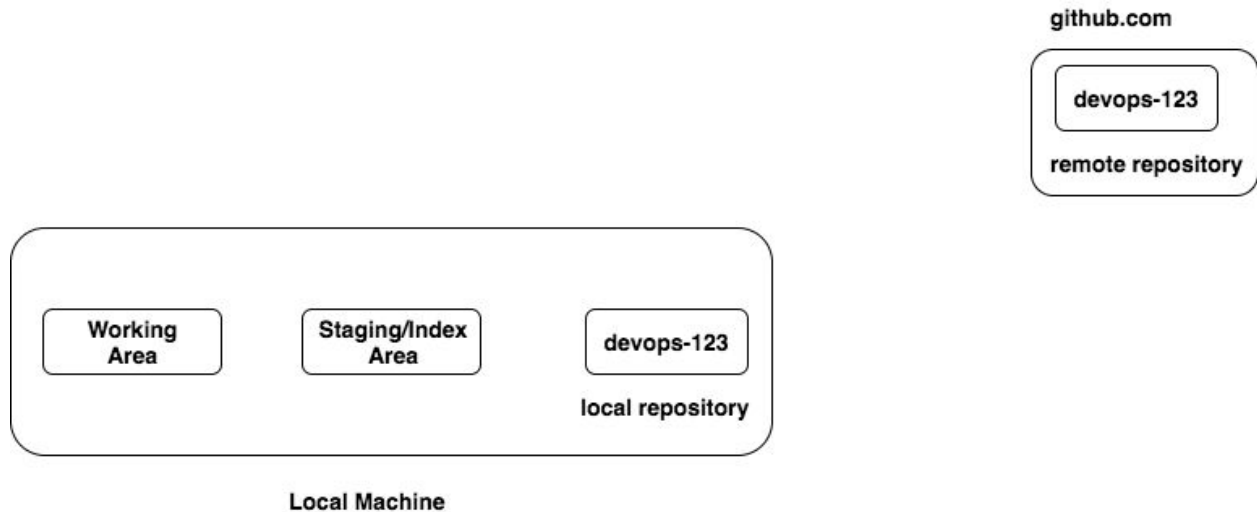 github.com
devops-123
remote repository
Working
Area
Staging/Index
Area
devops-123
local repository
Local Machine